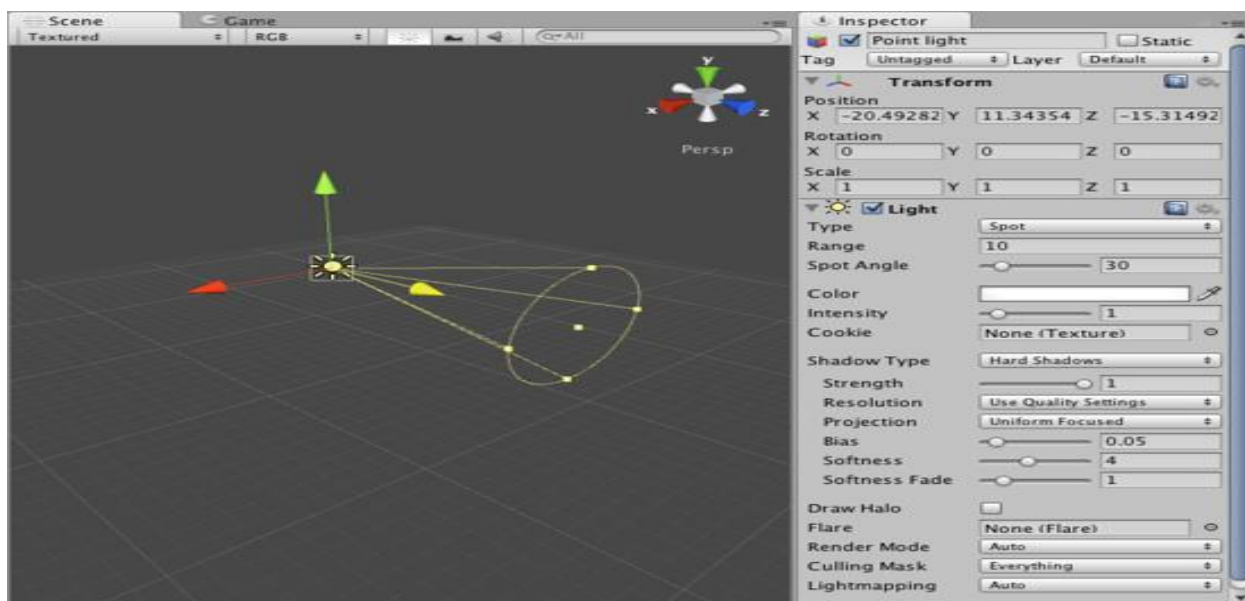 Scene Game
Textured RGB All
y
x z
Persp
Inspector
Point light Static
Tag Untagged Layer Default
Transform
Position
X -20.49282 Y 11.34354 Z -15.31492
Rotation
X 0 Y 0 Z 0
Scale
X 1 Y 1 Z 1
Light
Type Spot
Range 10
Spot Angle 30
Color
Intensity 1
Cookie None (Texture)
Shadow Type Hard Shadows
Strength 1
Resolution Use Quality Settings
Projection Uniform Focused
Bias 0.05
Softness 4
Softness Fade 1
Draw Halo
Flare None (Flare)
Render Mode Auto
Culling Mask Everything
Lightmapping Auto